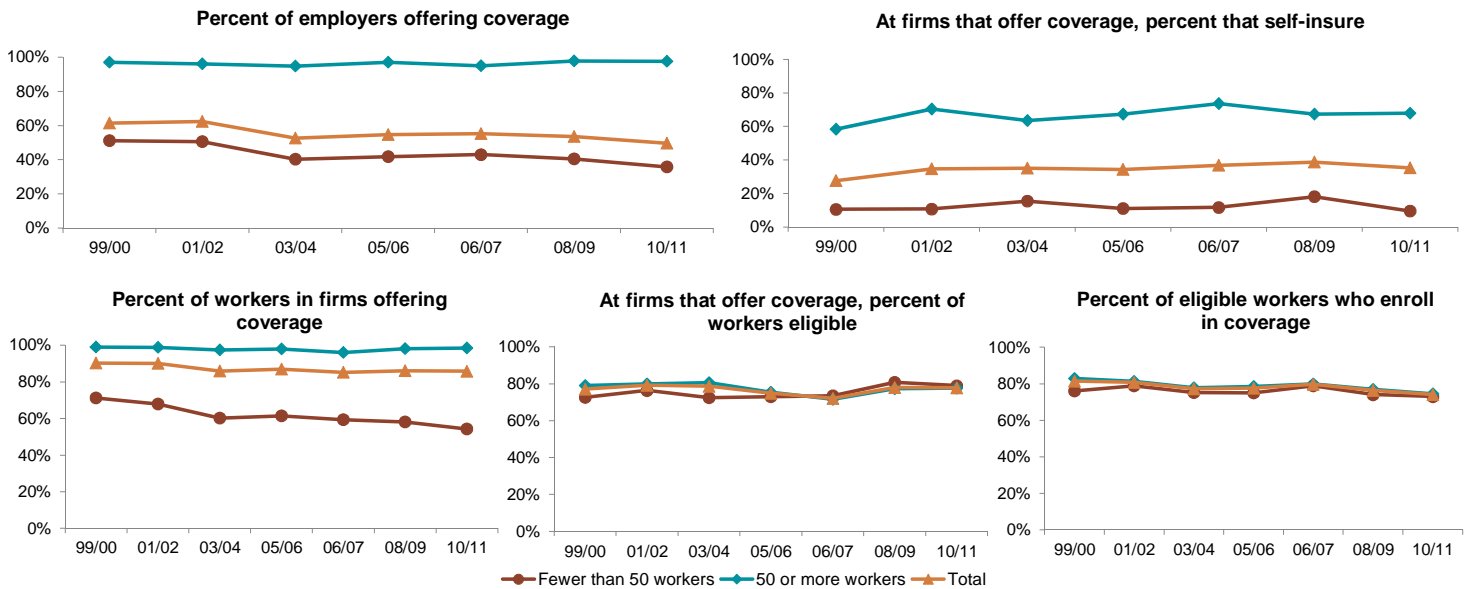 Percent of employers offering coverage
100%
80%
60%
40%
20%
0%
99/00 01/02 03/04 05/06 06/07 08/09 10/11
At firms that offer coverage, percent that self-insure
100%
80%
60%
40%
20%
0%
99/00 01/02 03/04 05/06 06/07 08/09 10/11
Percent of workers in firms offering
coverage
100%
80%
60%
40%
20%
0%
99/00 01/02 03/04 05/06 06/07 08/09 10/11
At firms that offer coverage, percent of
workers eligible
100%
80%
60%
40%
20%
0%
99/00 01/02 03/04 05/06 06/07 08/09 10/11
Percent of eligible workers who enroll
in coverage
100%
80%
60%
40%
20%
0%
99/00 01/02 03/04 05/06 06/07 08/09 10/11
Fewer than 50 workers 50 or more workers Total